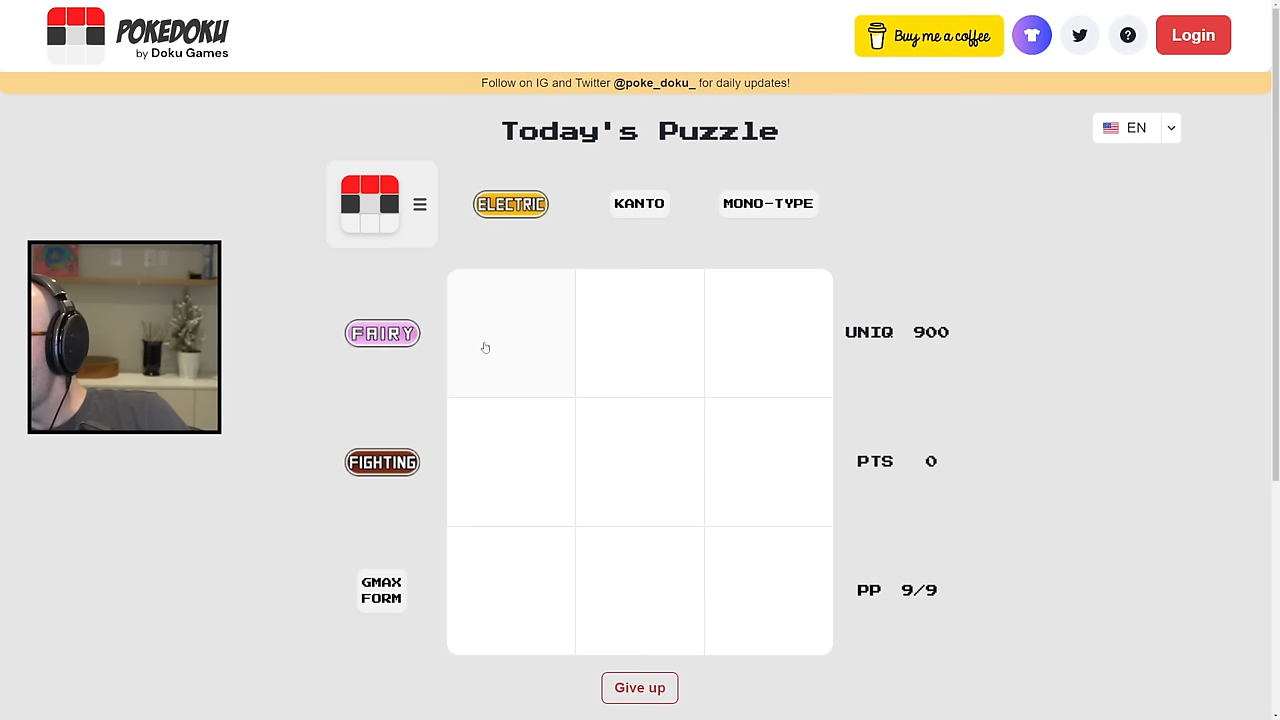 POKEDOKU
by Doku Games
Buy me a coffee
Login
Follow on IG and Twitter @poke_doku_ for daily updates!
Today's Puzzle
EN
ELECTRIC
KANTO
MONO-TYPE
FAIRY
UNIQ 900
FIGHTING
PTS 0
GMAX
FORM
PP 9/9
Give up